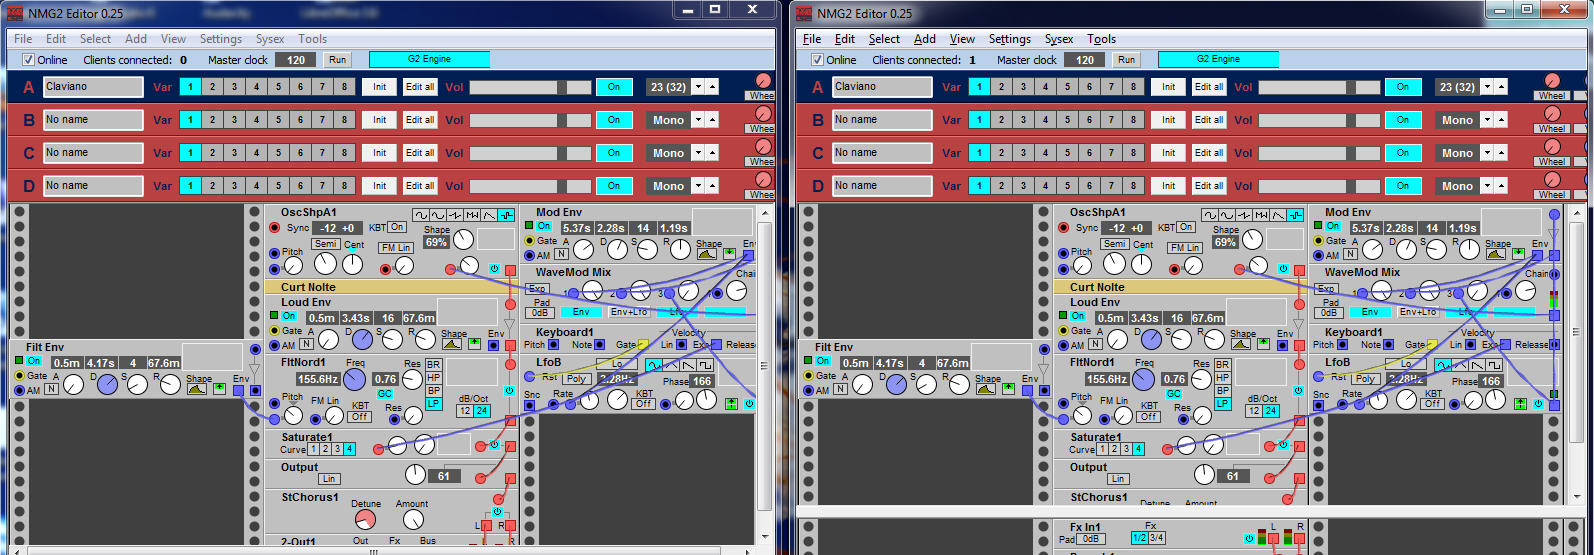 Audacity
NMG2 Editor 0.25
File Edit Select Add View Settings Sysex Tools
Online Clients connected: 0 Master clock 120 Run G2 Engine
A Claviano Var 1 2 3 4 5 6 7 8 Init Edit all Vol On 23 (32) Wheel
B No name Var 1 2 3 4 5 6 7 8 Init Edit all Vol On Mono Wheel
C No name Var 1 2 3 4 5 6 7 8 Init Edit all Vol On Mono Wheel
D No name Var 1 2 3 4 5 6 7 8 Init Edit all Vol On Mono Wheel
Filt Env
On 0.5m 4.17s 4 67.6m
Gate A D S R Shape Env
AM N
OscShpA1
Sync -12 +0 KBT On Shape
69%
Pitch Semi Cent FM Lin
Curt Nolte
Loud Env
On 0.5m 3.43s 16 67.6m
Gate A D S R Shape Env
AM N
FltNord1 Freq Res BR
155.6Hz 0.76 HP
GC BP
LP
Pitch FM Lin KBT Res dB/Oct
Off 12 24
Saturate1
Curve 1 2 3 4
Output
Lin 61
StChorus1
Detune Amount
L R
2-Out1 Out Fx Bus L R
Mod Env
On 5.37s 2.28s 14 1.19s
Gate A D S R Shape Env
AM N
WaveMod Mix Chain
Exp 1 2 3 4
Pad
0dB Env Env+Lfo Lfo
Keyboard1 Velocity
Pitch Note Gate Lin Exp Release
LfoB Lo
Rst Poly 2.28Hz Phase 166
Snc Rate KBT
Off
NMG2 Editor 0.25
File Edit Select Add View Settings Sysex Tools
Online Clients connected: 1 Master clock 120 Run G2 Engine
A Claviano Var 1 2 3 4 5 6 7 8 Init Edit all Vol On 23 (32) Wheel
B No name Var 1 2 3 4 5 6 7 8 Init Edit all Vol On Mono Wheel
C No name Var 1 2 3 4 5 6 7 8 Init Edit all Vol On Mono Wheel
D No name Var 1 2 3 4 5 6 7 8 Init Edit all Vol On Mono Wheel
Filt Env
On 0.5m 4.17s 4 67.6m
Gate A D S R Shape Env
AM N
OscShpA1
Sync -12 +0 KBT On Shape
69%
Pitch Semi Cent FM Lin
Curt Nolte
Loud Env
On 0.5m 3.43s 16 67.6m
Gate A D S R Shape Env
AM N
FltNord1 Freq Res BR
155.6Hz 0.76 HP
GC BP
LP
Pitch FM Lin KBT Res dB/Oct
Off 12 24
Saturate1
Curve 1 2 3 4
Output
Lin 61
StChorus1
Detune Amount
Fx In1 Fx L R
Pad 0dB 1/2 3/4
Mod Env
On 5.37s 2.28s 14 1.19s
Gate A D S R Shape Env
AM N
WaveMod Mix Chain
Exp 1 2 3 4
Pad
0dB Env Env+Lfo Lfo
Keyboard1 Velocity
Pitch Note Gate Lin Exp Release
LfoB Lo
Rst Poly 2.28Hz Phase 166
Snc Rate KBT
Off